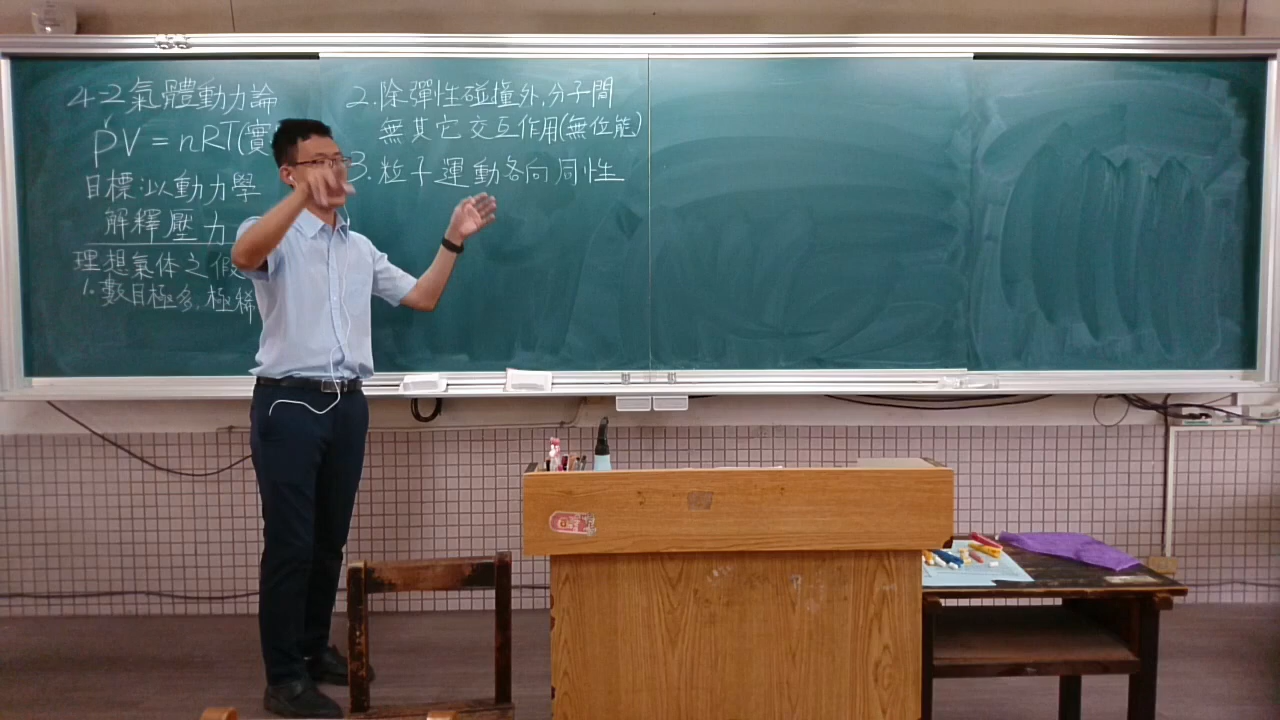 4-2氣體動力論
PV=nRT(實
目標:以動力學
解釋壓力
理想氣体之假
1.數目極多,極稀
2.除彈性碰撞外,分子間
無其它交互作用(無位能)
3.粒子運動各向同性